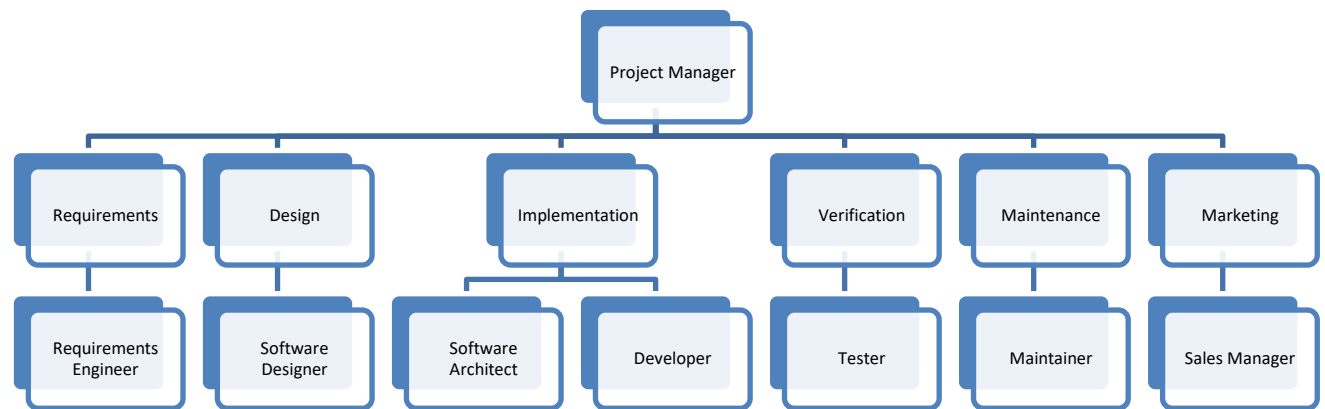 Project Manager
Requirements
Design
Implementation
Verification
Maintenance
Marketing
Requirements
Engineer
Software
Designer
Software
Architect
Developer
Tester
Maintainer
Sales Manager